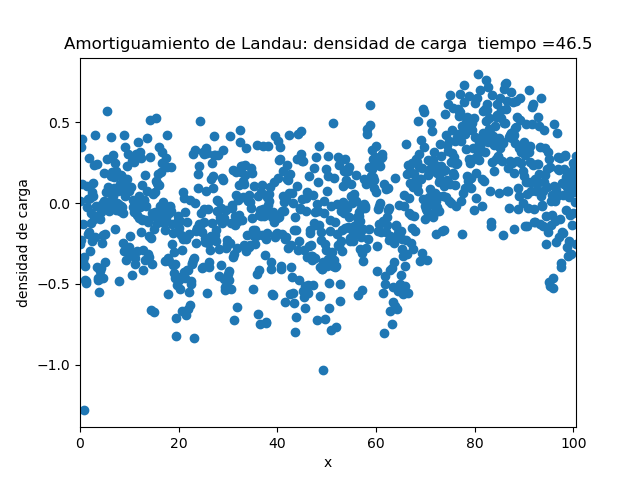 Amortiguamiento de Landau: densidad de carga  tiempo =46.5
densidad de carga
0.5
0.0
−0.5
−1.0
0 20 40 60 80 100
x